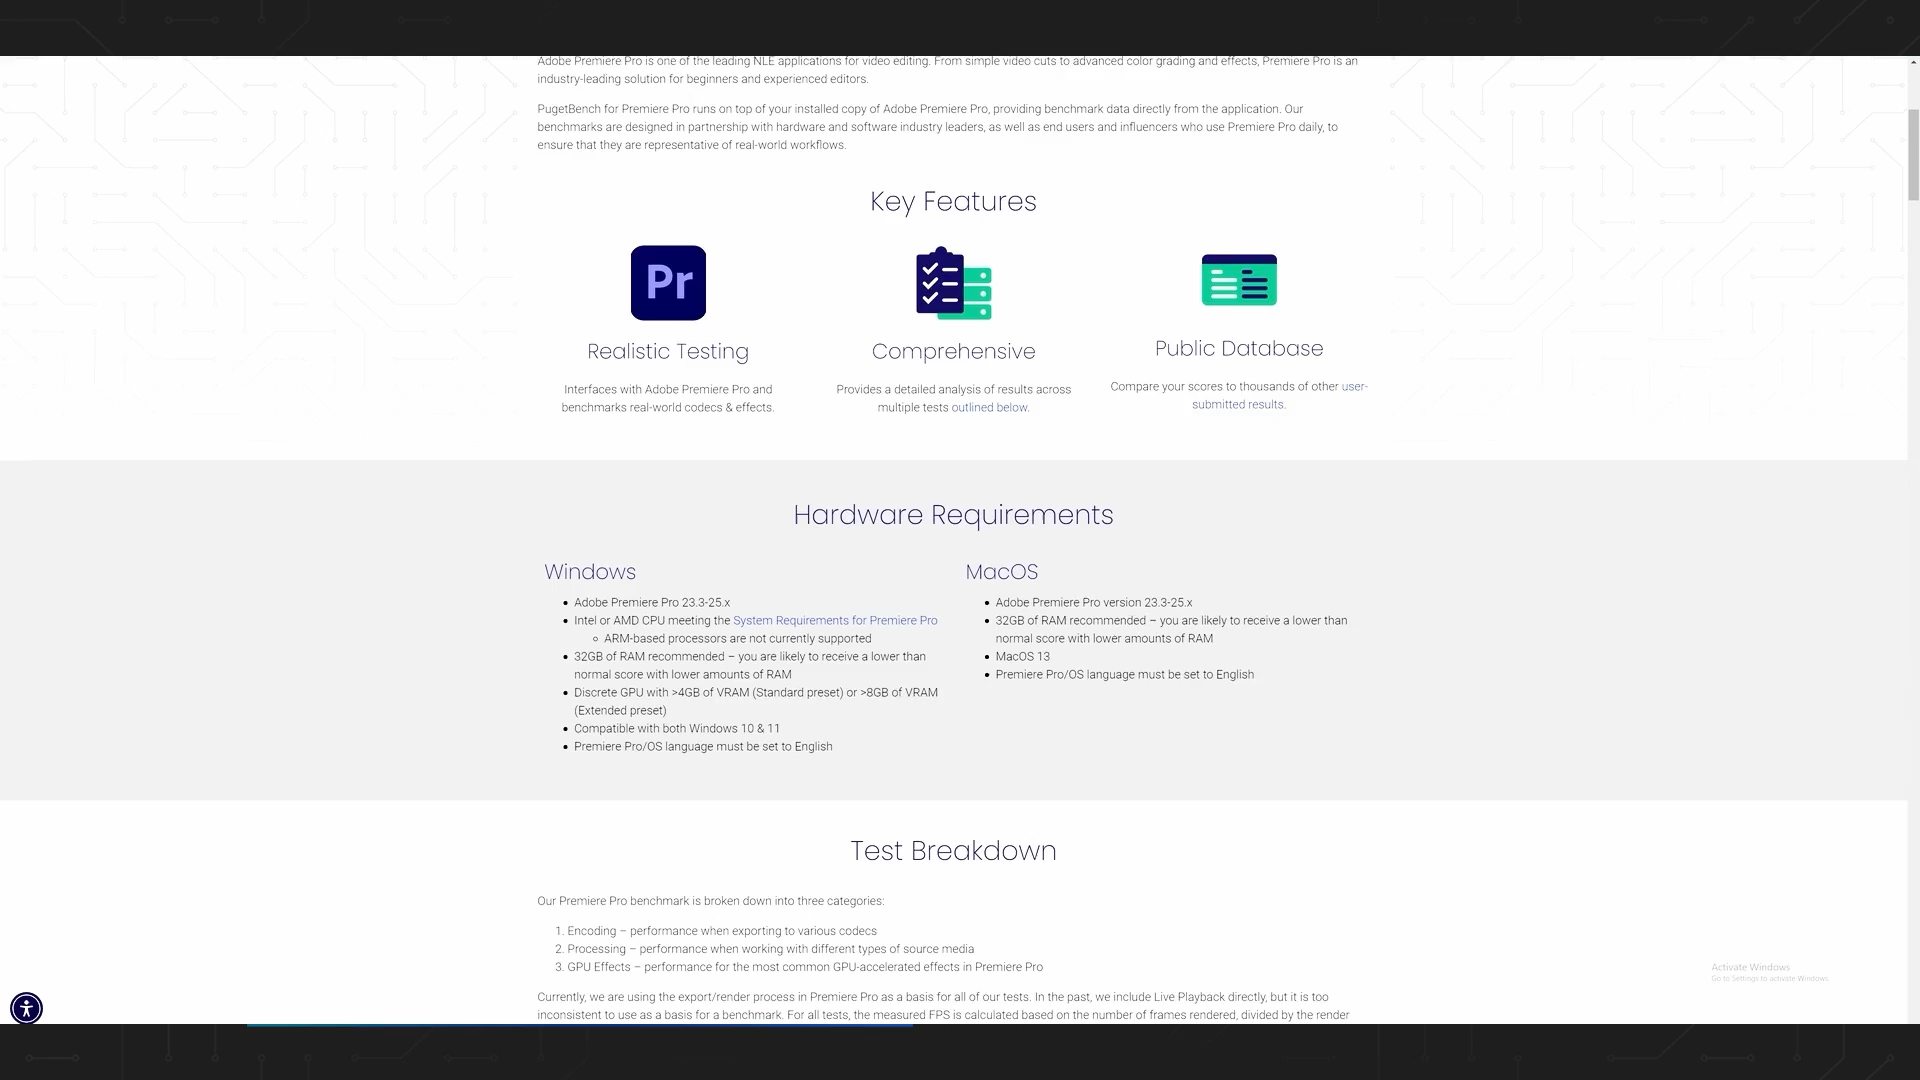 Adobe Premiere Pro is one of the leading NLE applications for video editing. From simple video cuts to advanced color grading and effects, Premiere Pro is an
industry-leading solution for beginners and experienced editors.
PugetBench for Premiere Pro runs on top of your installed copy of Adobe Premiere Pro, providing benchmark data directly from the application. Our
benchmarks are designed in partnership with hardware and software industry leaders, as well as end users and influencers who use Premiere Pro daily, to
ensure that they are representative of real-world workflows.
Key Features
Pr
Realistic Testing
Interfaces with Adobe Premiere Pro and
benchmarks real-world codecs & effects.
Comprehensive
Provides a detailed analysis of results across
multiple tests outlined below.
Public Database
Compare your scores to thousands of other user-
submitted results.
Hardware Requirements
Windows
Adobe Premiere Pro 23.3-25.x
Intel or AMD CPU meeting the System Requirements for Premiere Pro
ARM-based processors are not currently supported
32GB of RAM recommended – you are likely to receive a lower than
normal score with lower amounts of RAM
Discrete GPU with >4GB of VRAM (Standard preset) or >8GB of VRAM
(Extended preset)
Compatible with both Windows 10 & 11
Premiere Pro/OS language must be set to English
MacOS
Adobe Premiere Pro version 23.3-25.x
32GB of RAM recommended – you are likely to receive a lower than
normal score with lower amounts of RAM
MacOS 13
Premiere Pro/OS language must be set to English
Test Breakdown
Our Premiere Pro benchmark is broken down into three categories:
1. Encoding – performance when exporting to various codecs
2. Processing – performance when working with different types of source media
3. GPU Effects – performance for the most common GPU-accelerated effects in Premiere Pro
Currently, we are using the export/render process in Premiere Pro as a basis for all of our tests. In the past, we include Live Playback directly, but it is too
inconsistent to use as a basis for a benchmark. For all tests, the measured FPS is calculated based on the number of frames rendered, divided by the render
Activate Windows
Go to Settings to activate Windows.